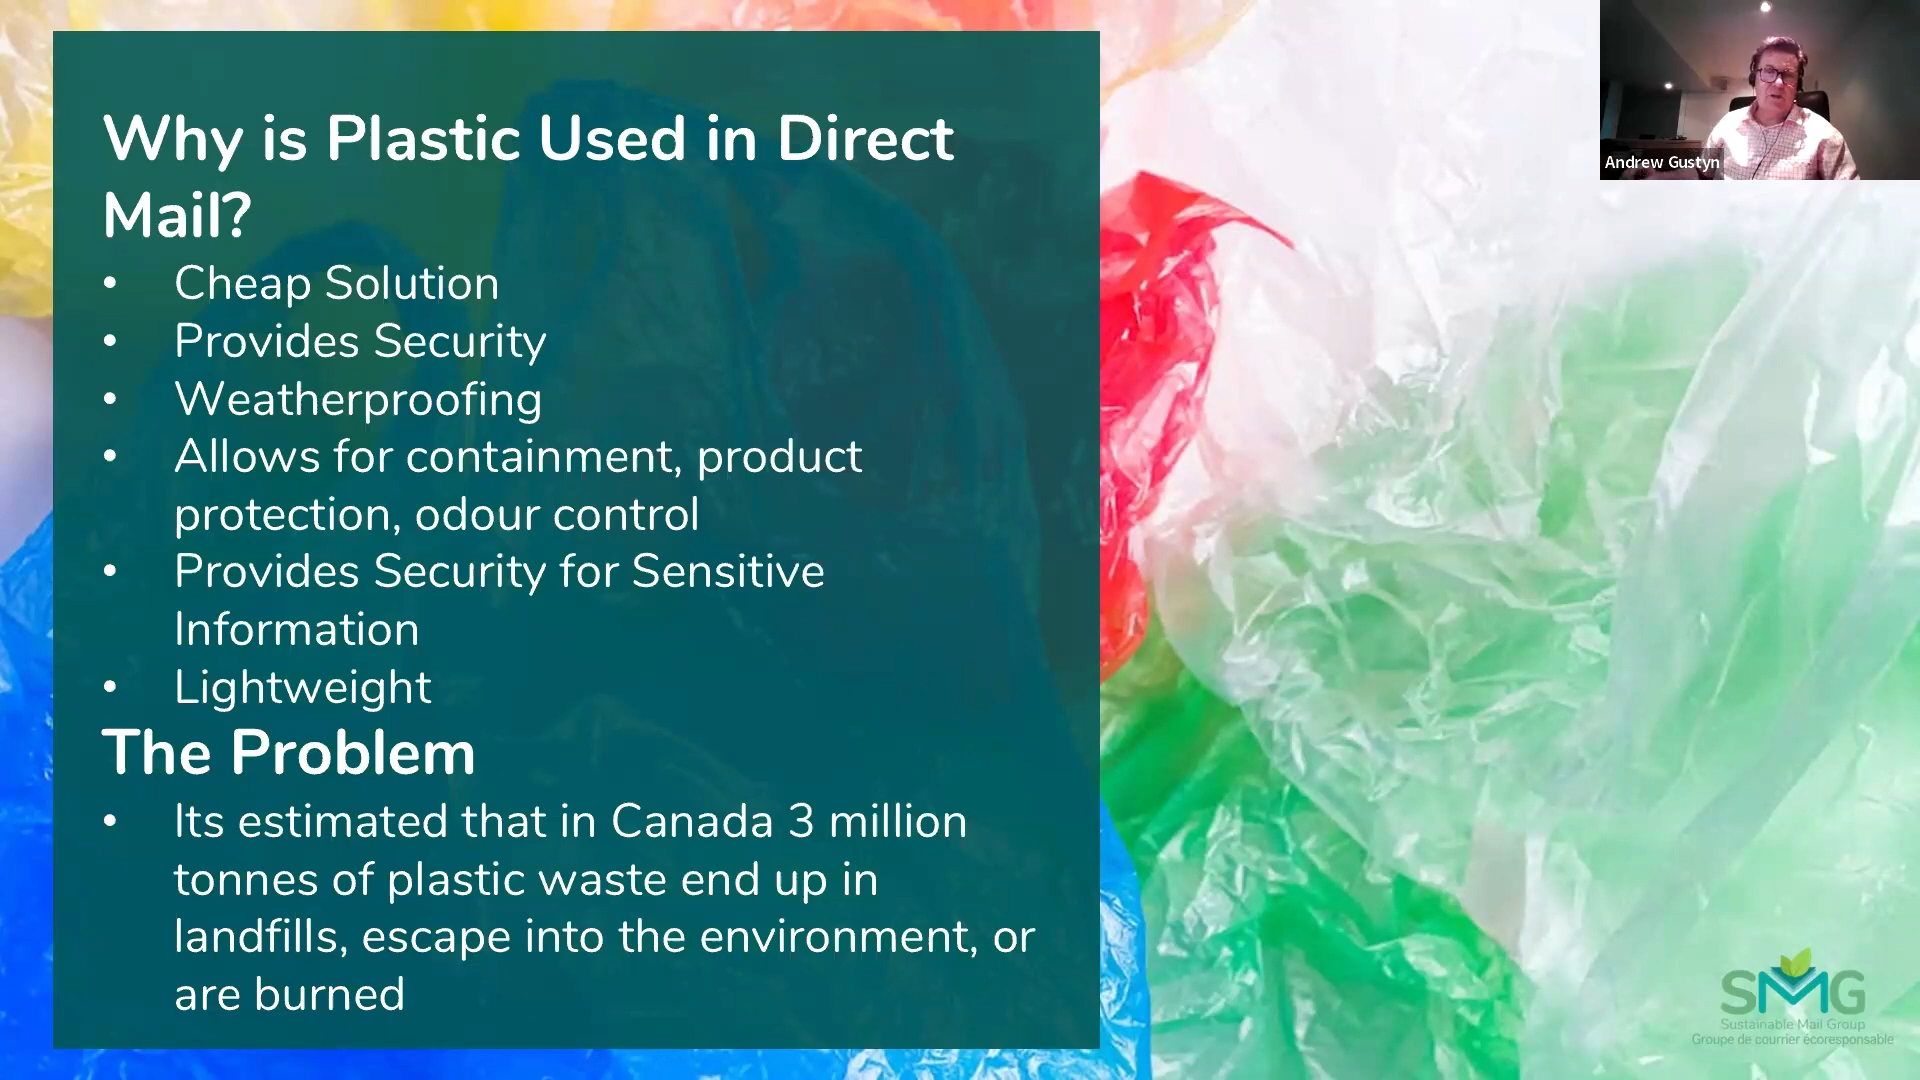 Why is Plastic Used in Direct
Mail?
• Cheap Solution
• Provides Security
• Weatherproofing
• Allows for containment, product
protection, odour control
• Provides Security for Sensitive
Information
• Lightweight
The Problem
• Its estimated that in Canada 3 million
tonnes of plastic waste end up in
landfills, escape into the environment, or
are burned
Andrew Gustyn
SMG
Sustainable Mail Group
Groupe de courrier écoresponsable